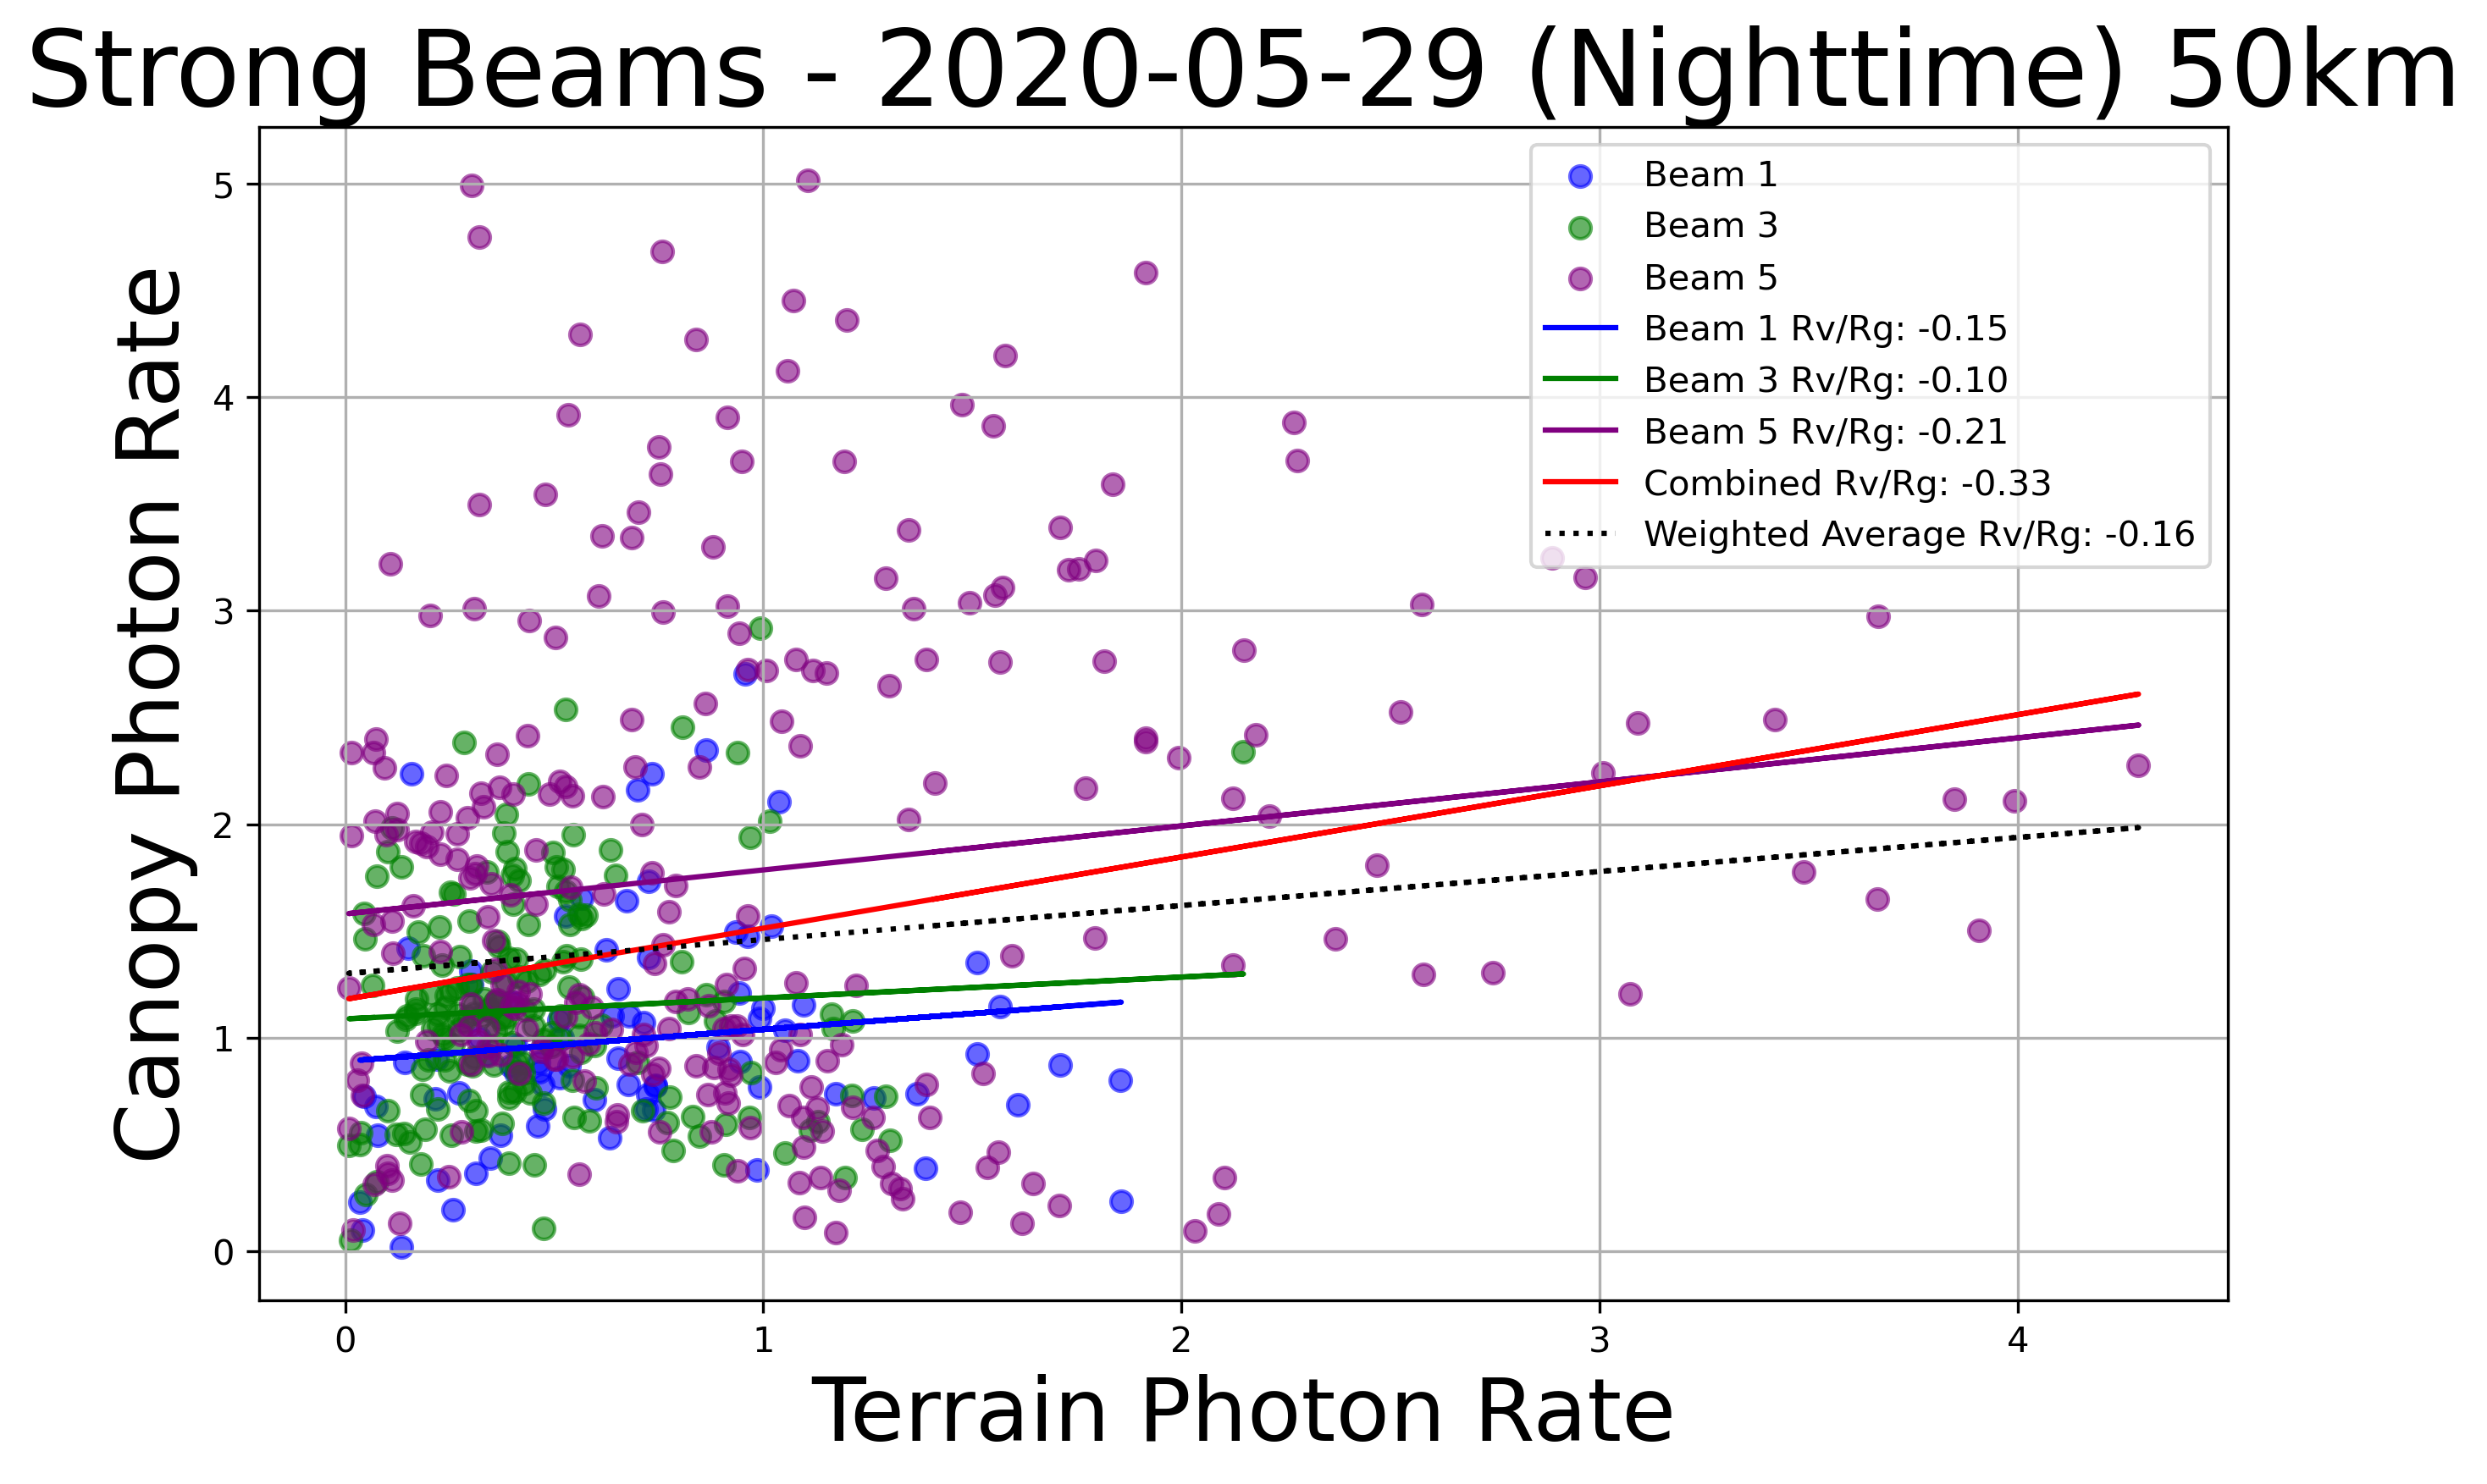 Strong Beams - 2020-05-29 (Nighttime) 50km
Canopy Photon Rate
5
4
3
2
1
0
Beam 1
Beam 3
Beam 5
Beam 1 Rv/Rg: -0.15
Beam 3 Rv/Rg: -0.10
Beam 5 Rv/Rg: -0.21
Combined Rv/Rg: -0.33
Weighted Average Rv/Rg: -0.16
0 1 2 3 4
Terrain Photon Rate